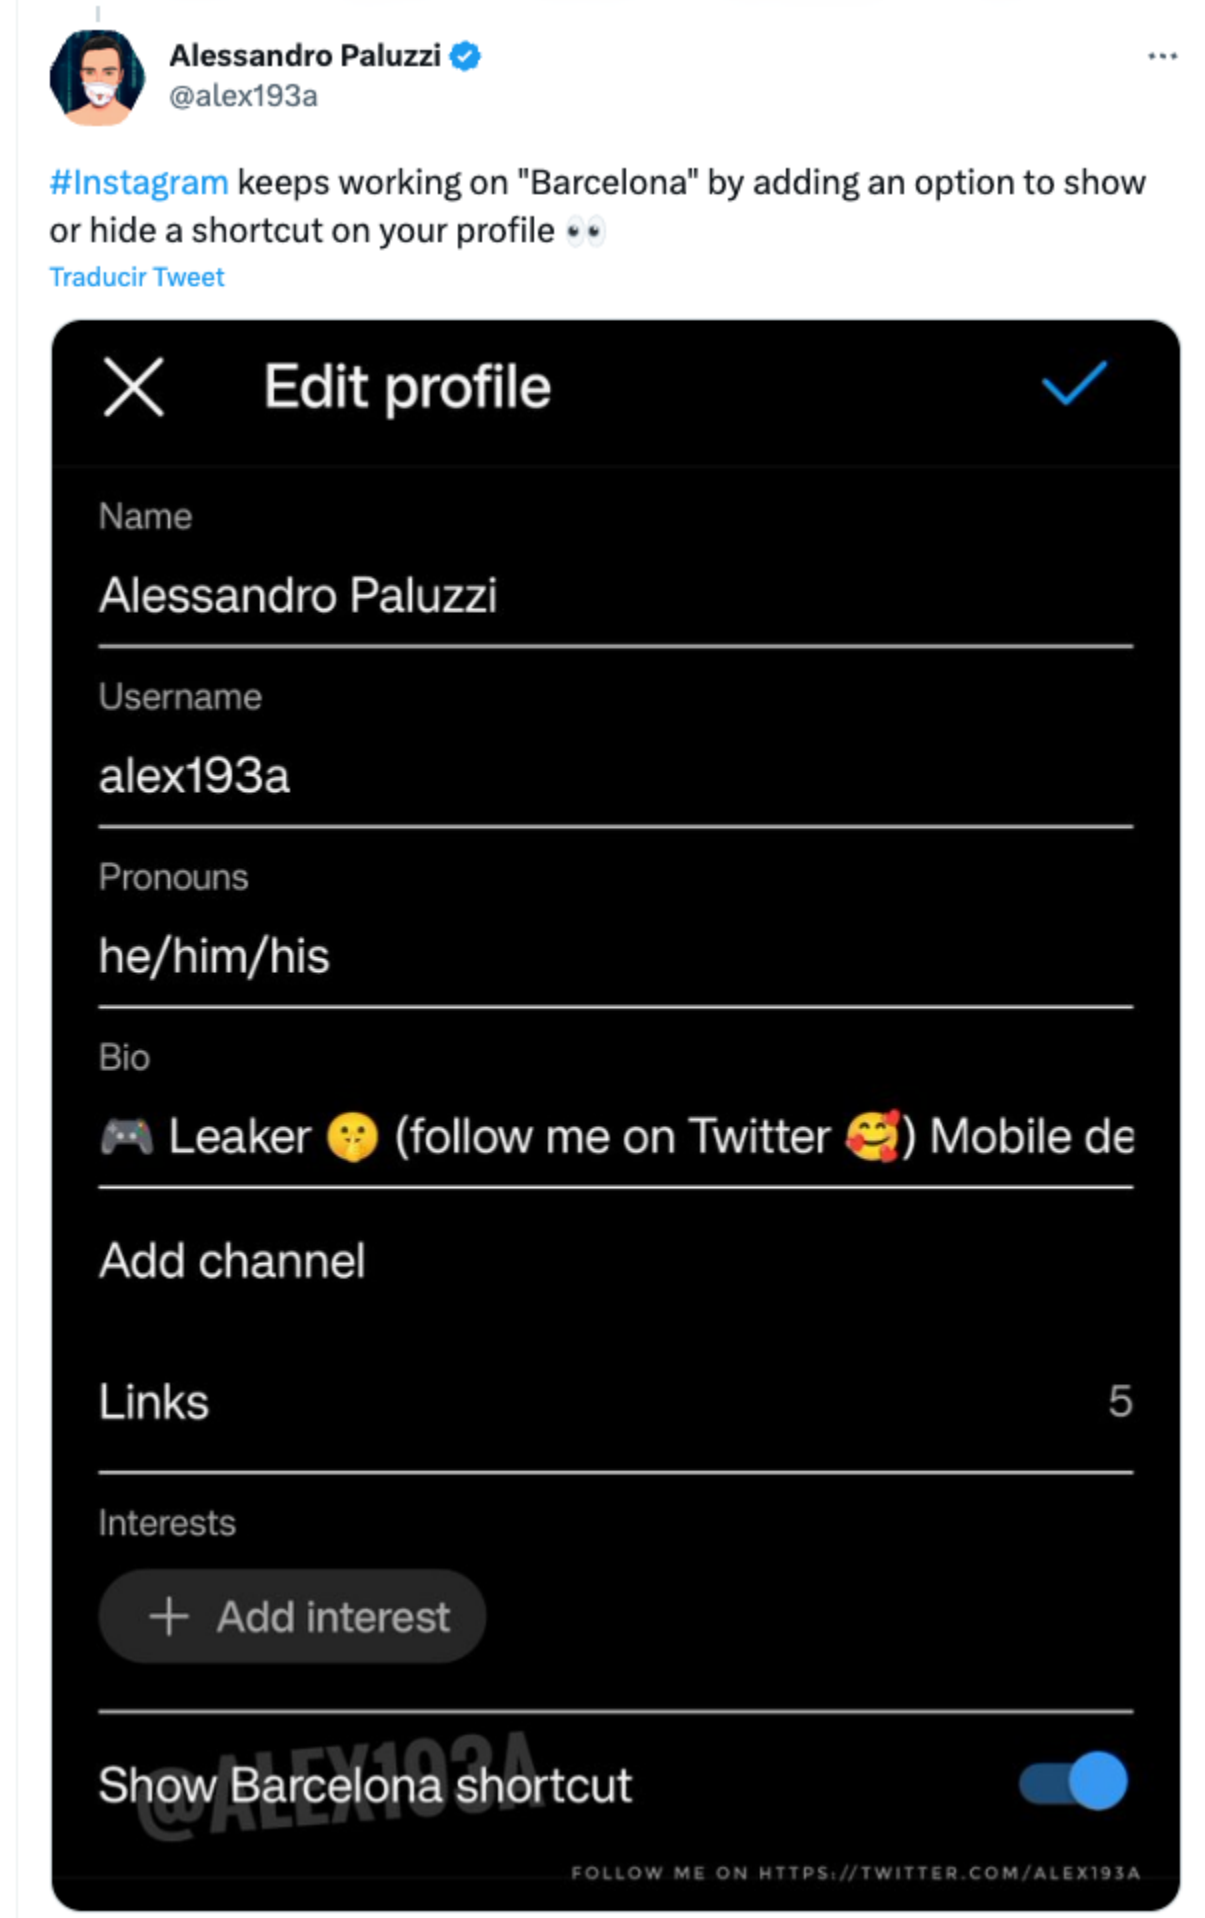 Alessandro Paluzzi
@alex193a
#Instagram keeps working on "Barcelona" by adding an option to show
or hide a shortcut on your profile 👀
Traducir Tweet
Edit profile
Name
Alessandro Paluzzi
Username
alex193a
Pronouns
he/him/his
Bio
🎮 Leaker 🤫 (follow me on Twitter 🥰) Mobile de
Add channel
Links 5
Interests
+ Add interest
@ALEX193A
Show Barcelona shortcut
FOLLOW ME ON HTTPS://TWITTER.COM/ALEX193A